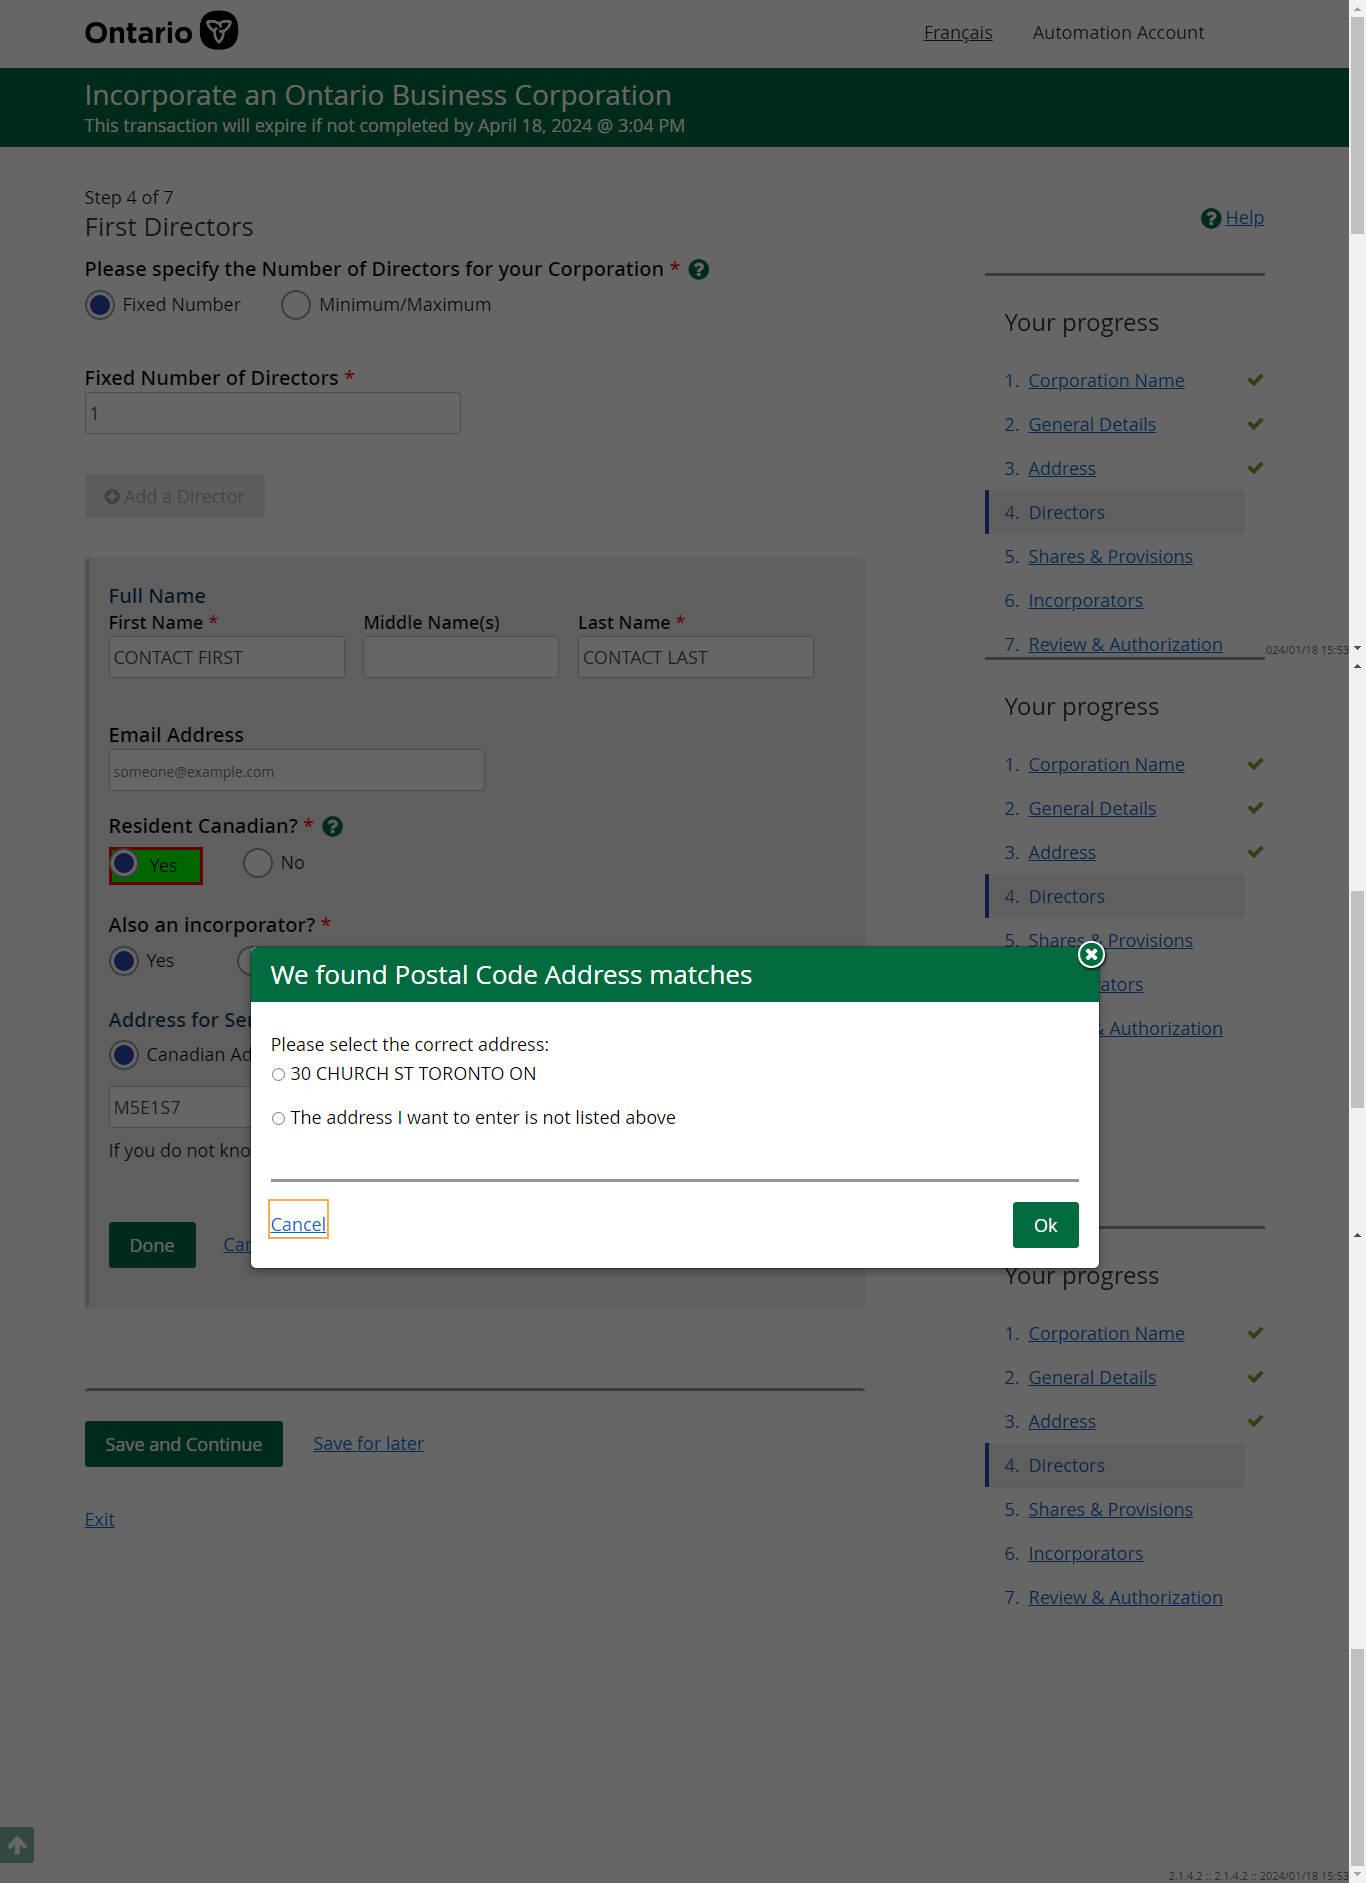 Ontario
Français
Automation Account
Incorporate an Ontario Business Corporation
This transaction will expire if not completed by April 18, 2024 @ 3:04 PM
Step 4 of 7
First Directors
Help
Please specify the Number of Directors for your Corporation *
Fixed Number
Minimum/Maximum
Fixed Number of Directors *
1
Add a Director
Full Name
First Name *
Middle Name(s)
Last Name *
CONTACT FIRST
CONTACT LAST
Email Address
someone@example.com
Resident Canadian? *
Yes
No
Also an incorporator? *
Yes
Address for Ser
Canadian Ad
M5E1S7
If you do not kno
Done
Can
We found Postal Code Address matches
Please select the correct address:
30 CHURCH ST TORONTO ON
The address I want to enter is not listed above
Cancel
Ok
Save and Continue
Save for later
Exit
Your progress
1. Corporation Name
2. General Details
3. Address
4. Directors
5. Shares & Provisions
6. Incorporators
7. Review & Authorization
024/01/18 15:53
Your progress
1. Corporation Name
2. General Details
3. Address
4. Directors
5. Shares & Provisions
ators
& Authorization
Your progress
1. Corporation Name
2. General Details
3. Address
4. Directors
5. Shares & Provisions
6. Incorporators
7. Review & Authorization
2.1.4.2 :: 2.1.4.2 :: 2024/01/18 15:53